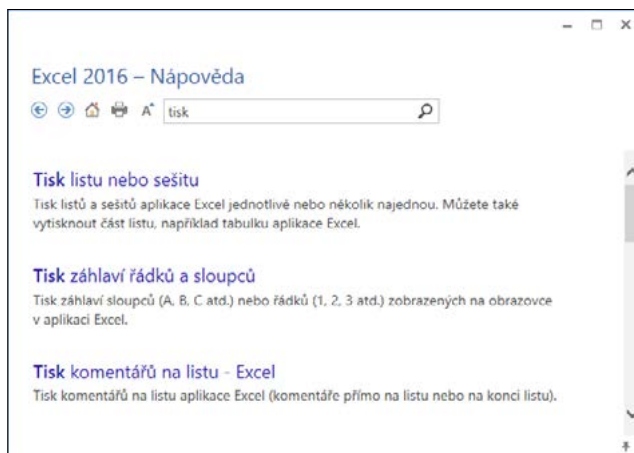 Excel 2016 – Nápověda
tisk
Tisk listu nebo sešitu
Tisk listů a sešitů aplikace Excel jednotlivě nebo několik najednou. Můžete také
vytisknout část listu, například tabulku aplikace Excel.
Tisk záhlaví řádků a sloupců
Tisk záhlaví sloupců (A, B, C atd.) nebo řádků (1, 2, 3 atd.) zobrazených na obrazovce
v aplikaci Excel.
Tisk komentářů na listu - Excel
Tisk komentářů na listu aplikace Excel (komentáře přímo na listu nebo na konci listu).